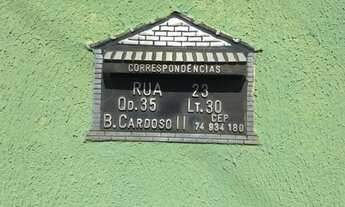 CORRESPONDÊNCIAS
RUA 23
QD.35 LT.30
B.CARDOSO II CEP
74 934 180